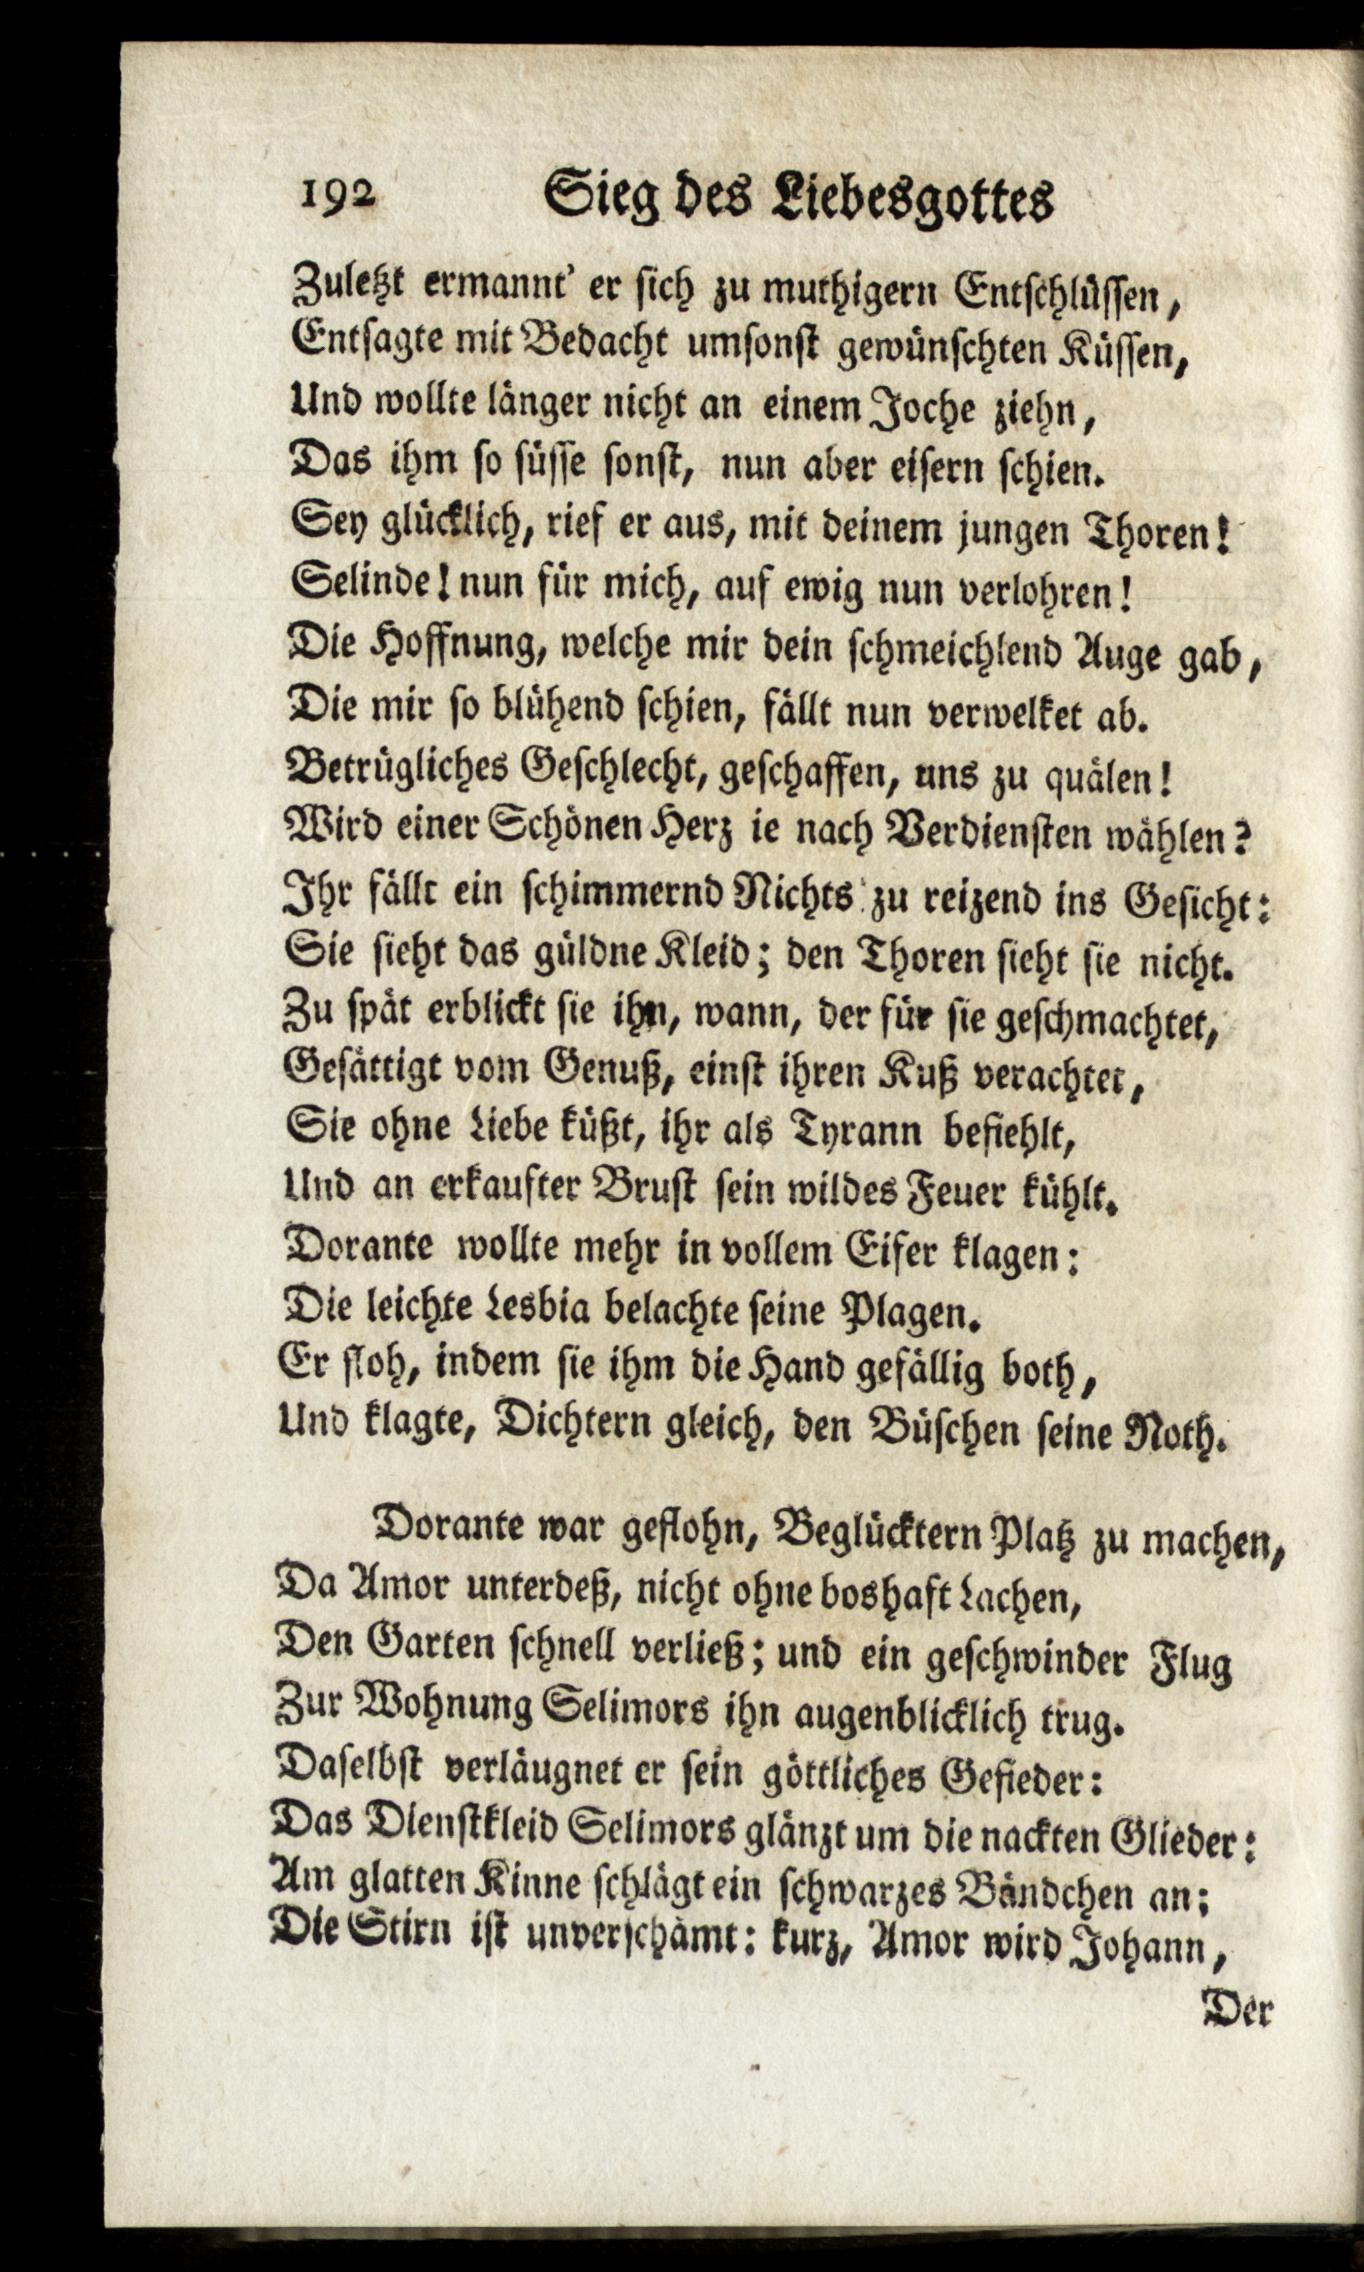 192 Sieg des Liebesgottes
Zuletzt ermannt' er sich zu muthigern Entschlüssen,
Entsagte mit Bedacht umsonst gewünschten Küssen,
Und wollte länger nicht an einem Joche ziehn,
Das ihm so süsse sonst, nun aber eisern schien.
Sey glücklich, rief er aus, mit deinem jungen Thoren!
Selinde! nun für mich, auf ewig nun verlohren!
Die Hoffnung, welche mir dein schmeichlend Auge gab,
Die mir so blühend schien, fällt nun verwelket ab.
Betrügliches Geschlecht, geschaffen, uns zu quälen!
Wird einer Schönen Herz ie nach Verdiensten wählen?
Ihr fällt ein schimmernd Nichts zu reizend ins Gesicht:
Sie sieht das güldne Kleid; den Thoren sieht sie nicht.
Zu spät erblickt sie ihn, wann, der für sie geschmachtet,
Gesättigt vom Genuß, einst ihren Kuß verachtet,
Sie ohne Liebe küßt, ihr als Tyrann befiehlt,
Und an erkaufter Brust sein wildes Feuer kühlt.
Dorante wollte mehr in vollem Eifer klagen:
Die leichte Lesbia belachte seine Plagen.
Er floh, indem sie ihm die Hand gefällig both,
Und klagte, Dichtern gleich, den Büschen seine Noth.
Dorante war geflohn, Beglücktern Platz zu machen,
Da Amor unterdeß, nicht ohne boshaft Lachen,
Den Garten schnell verließ; und ein geschwinder Flug
Zur Wohnung Selimors ihn augenblicklich trug.
Daselbst verläugnet er sein göttliches Gefieder:
Das Dienstkleid Selimors glänzt um die nackten Glieder:
Am glatten Kinne schlägt ein schwarzes Bändchen an;
Die Stirn ist unverschämt: kurz, Amor wird Johann,
Der